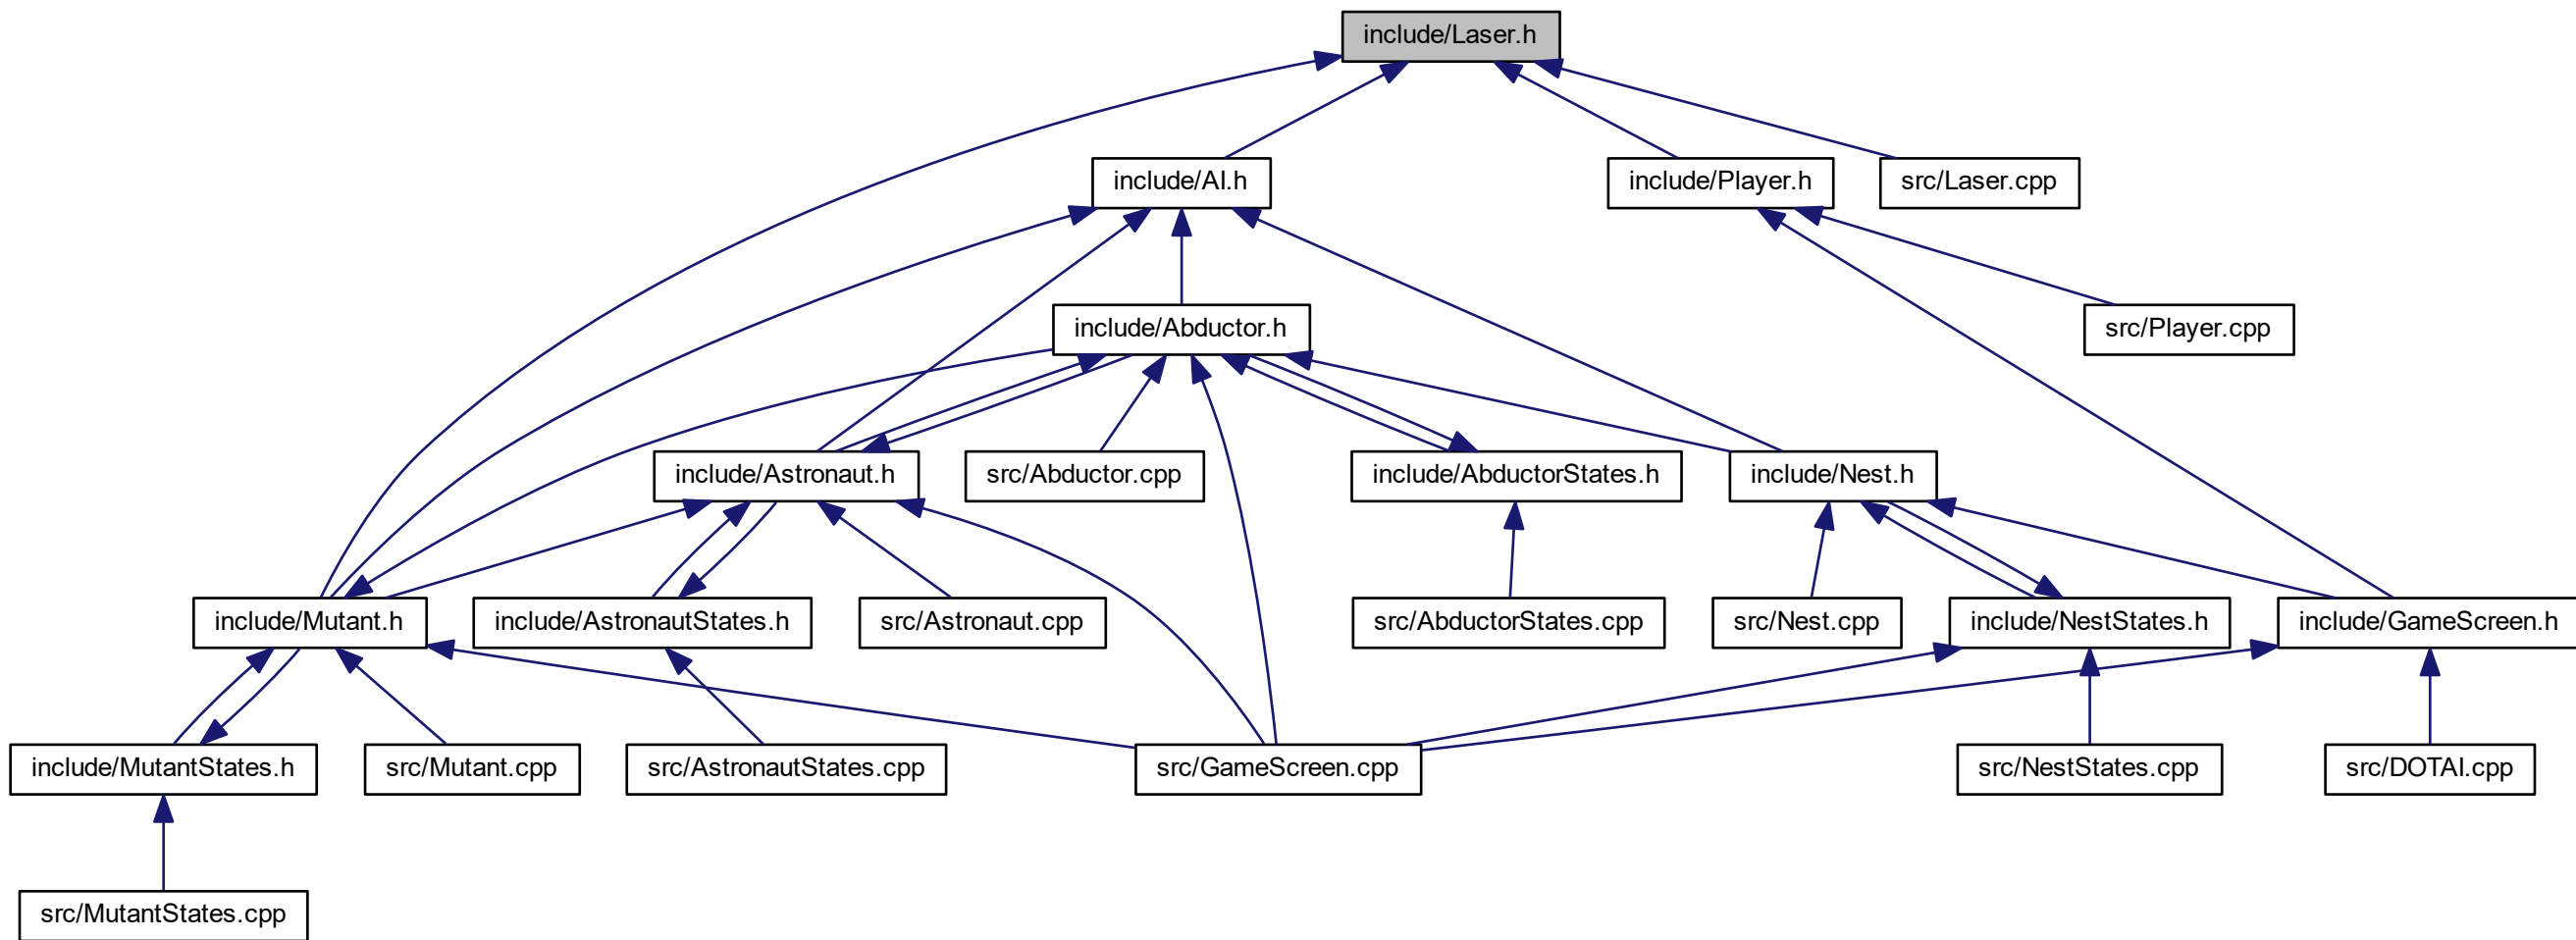 include/Laser.h
include/AI.h
include/Player.h
src/Laser.cpp
include/Abductor.h
src/Player.cpp
include/Astronaut.h
src/Abductor.cpp
include/AbductorStates.h
include/Nest.h
include/Mutant.h
include/AstronautStates.h
src/Astronaut.cpp
src/AbductorStates.cpp
src/Nest.cpp
include/NestStates.h
include/GameScreen.h
include/MutantStates.h
src/Mutant.cpp
src/AstronautStates.cpp
src/GameScreen.cpp
src/NestStates.cpp
src/DOTAI.cpp
src/MutantStates.cpp